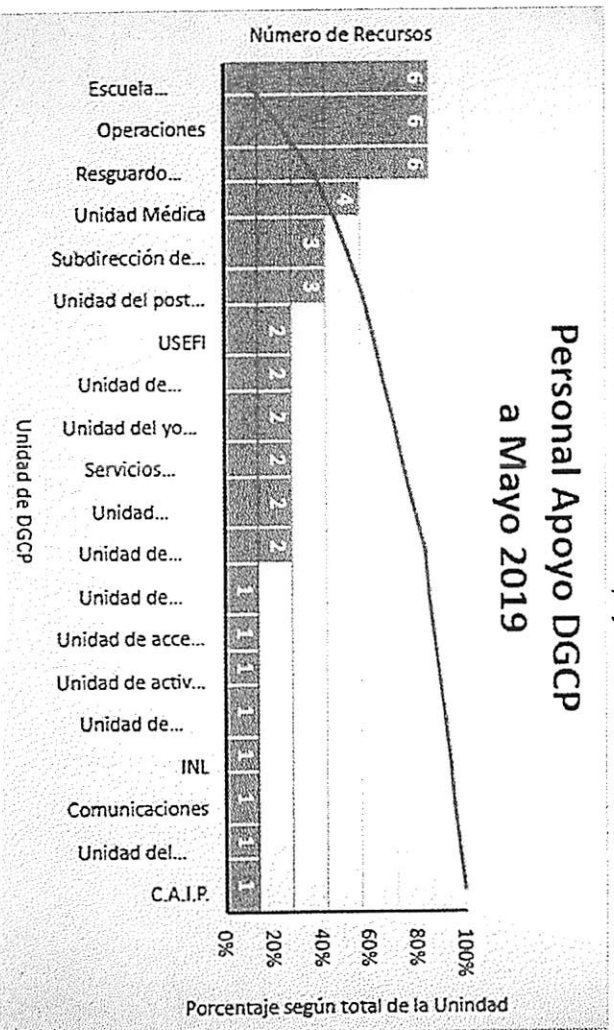 Personal Apoyo DGCP
a Mayo 2019
Número de Recursos
6
6
6
4
3
3
2
2
2
2
2
2
1
1
1
1
1
1
1
1
Escuela...
Operaciones
Resguardo...
Unidad Médica
Subdirección de...
Unidad del post...
USEFI
Unidad de...
Unidad del yo...
Servicios...
Unidad...
Unidad de...
Unidad de...
Unidad de acce...
Unidad de activ...
Unidad de...
INL
Comunicaciones
Unidad del...
C.A.I.P.
Unidad de DGCP
100%
80%
60%
40%
20%
0%
Porcentaje según total de la Unindad